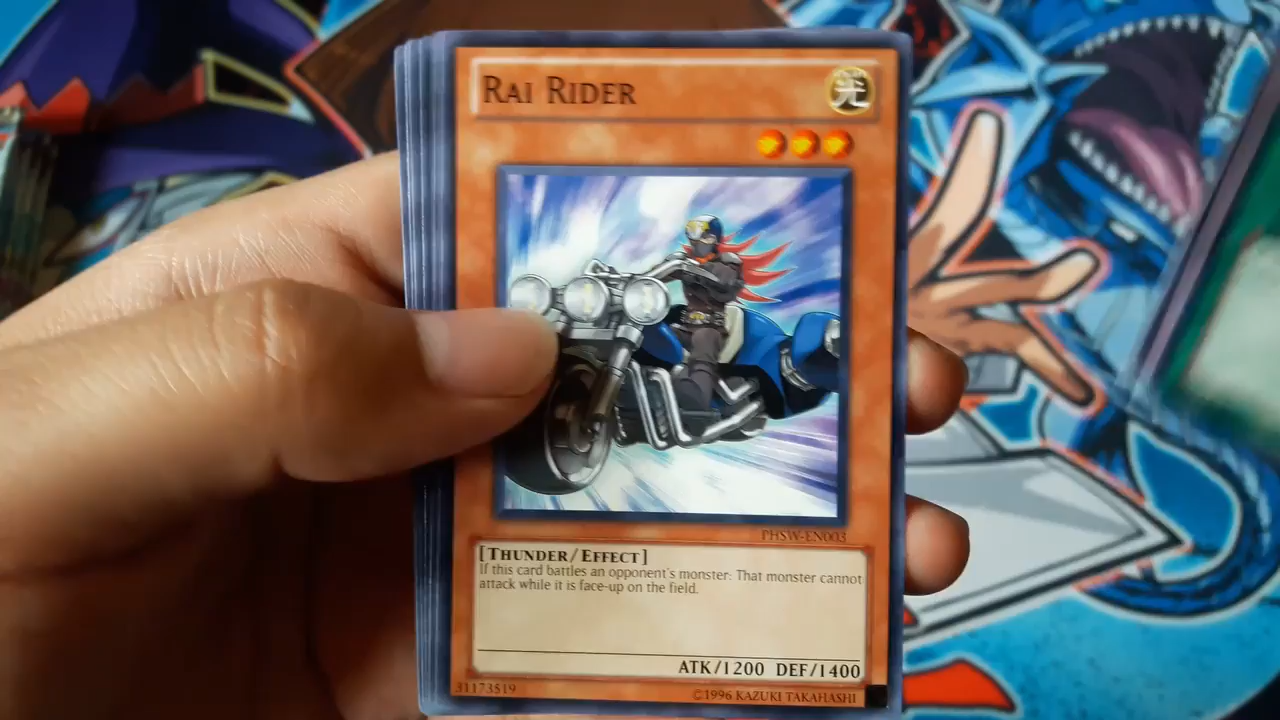 RAI RIDER
光
PHSW-EN003
[THUNDER/EFFECT]
If this card battles an opponent's monster: That monster cannot
attack while it is face-up on the field.
ATK/1200 DEF/1400
31173519
©1996 KAZUKI TAKAHASHI